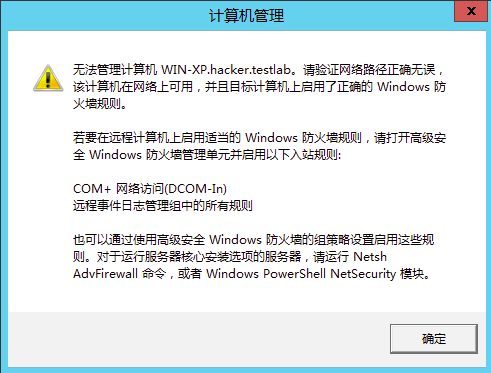 计算机管理
x
无法管理计算机 WIN-XP.hacker.testlab。请验证网络路径正确无误，
该计算机在网络上可用，并且目标计算机上启用了正确的 Windows 防
火墙规则。
若要在远程计算机上启用适当的 Windows 防火墙规则，请打开高级安
全 Windows 防火墙管理单元并启用以下入站规则:
COM+ 网络访问(DCOM-In)
远程事件日志管理组中的所有规则
也可以通过使用高级安全 Windows 防火墙的组策略设置启用这些规
则。对于运行服务器核心安装选项的服务器，请运行 Netsh
AdvFirewall 命令，或者 Windows PowerShell NetSecurity 模块。
确定